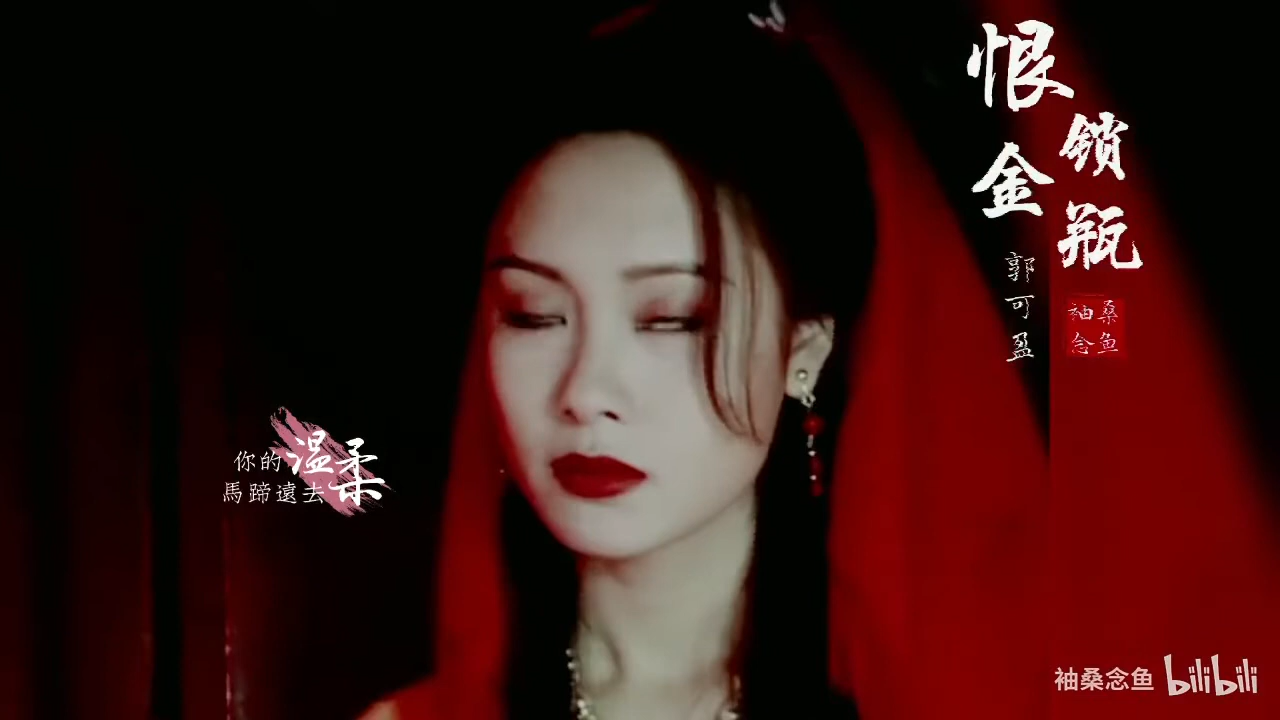 恨锁金瓶
郭可盈
袖桑
念鱼
你的温柔
馬蹄遠去
袖桑念鱼 bilibili